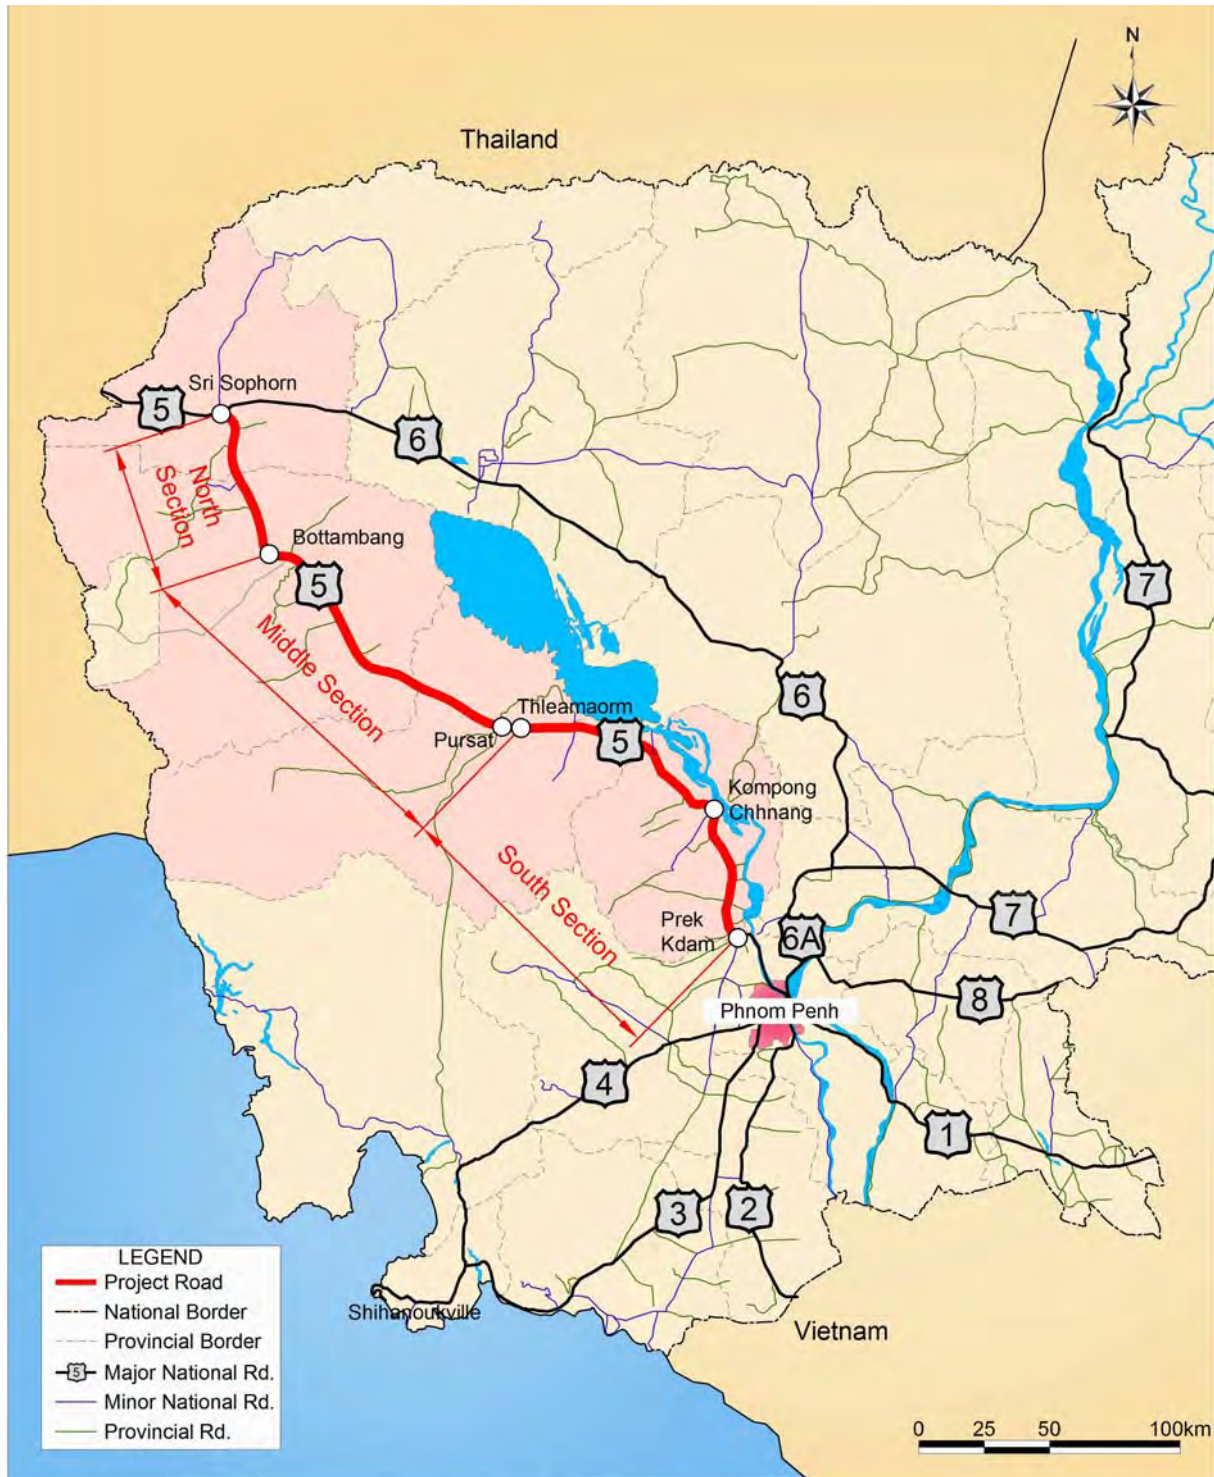 N
Thailand
Sri Sophorn
5
6
North
Section
Bottambang
5
7
Middle Section
Thleamaorm
Pursat
5
6
Kompong
Chhnang
South Section
Prek
Kdam
6A
7
8
Phnom Penh
4
1
3
2
LEGEND
Project Road
National Border
Provincial Border
5 Major National Rd.
Minor National Rd.
Provincial Rd.
Shihanoukville
Vietnam
0 25 50 100km